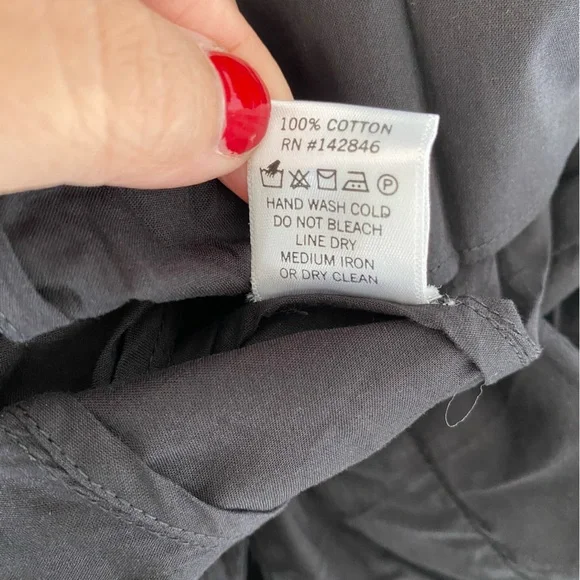 100% COTTON
RN #142846
P
HAND WASH COLD
DO NOT BLEACH
LINE DRY
MEDIUM IRON
OR DRY CLEAN